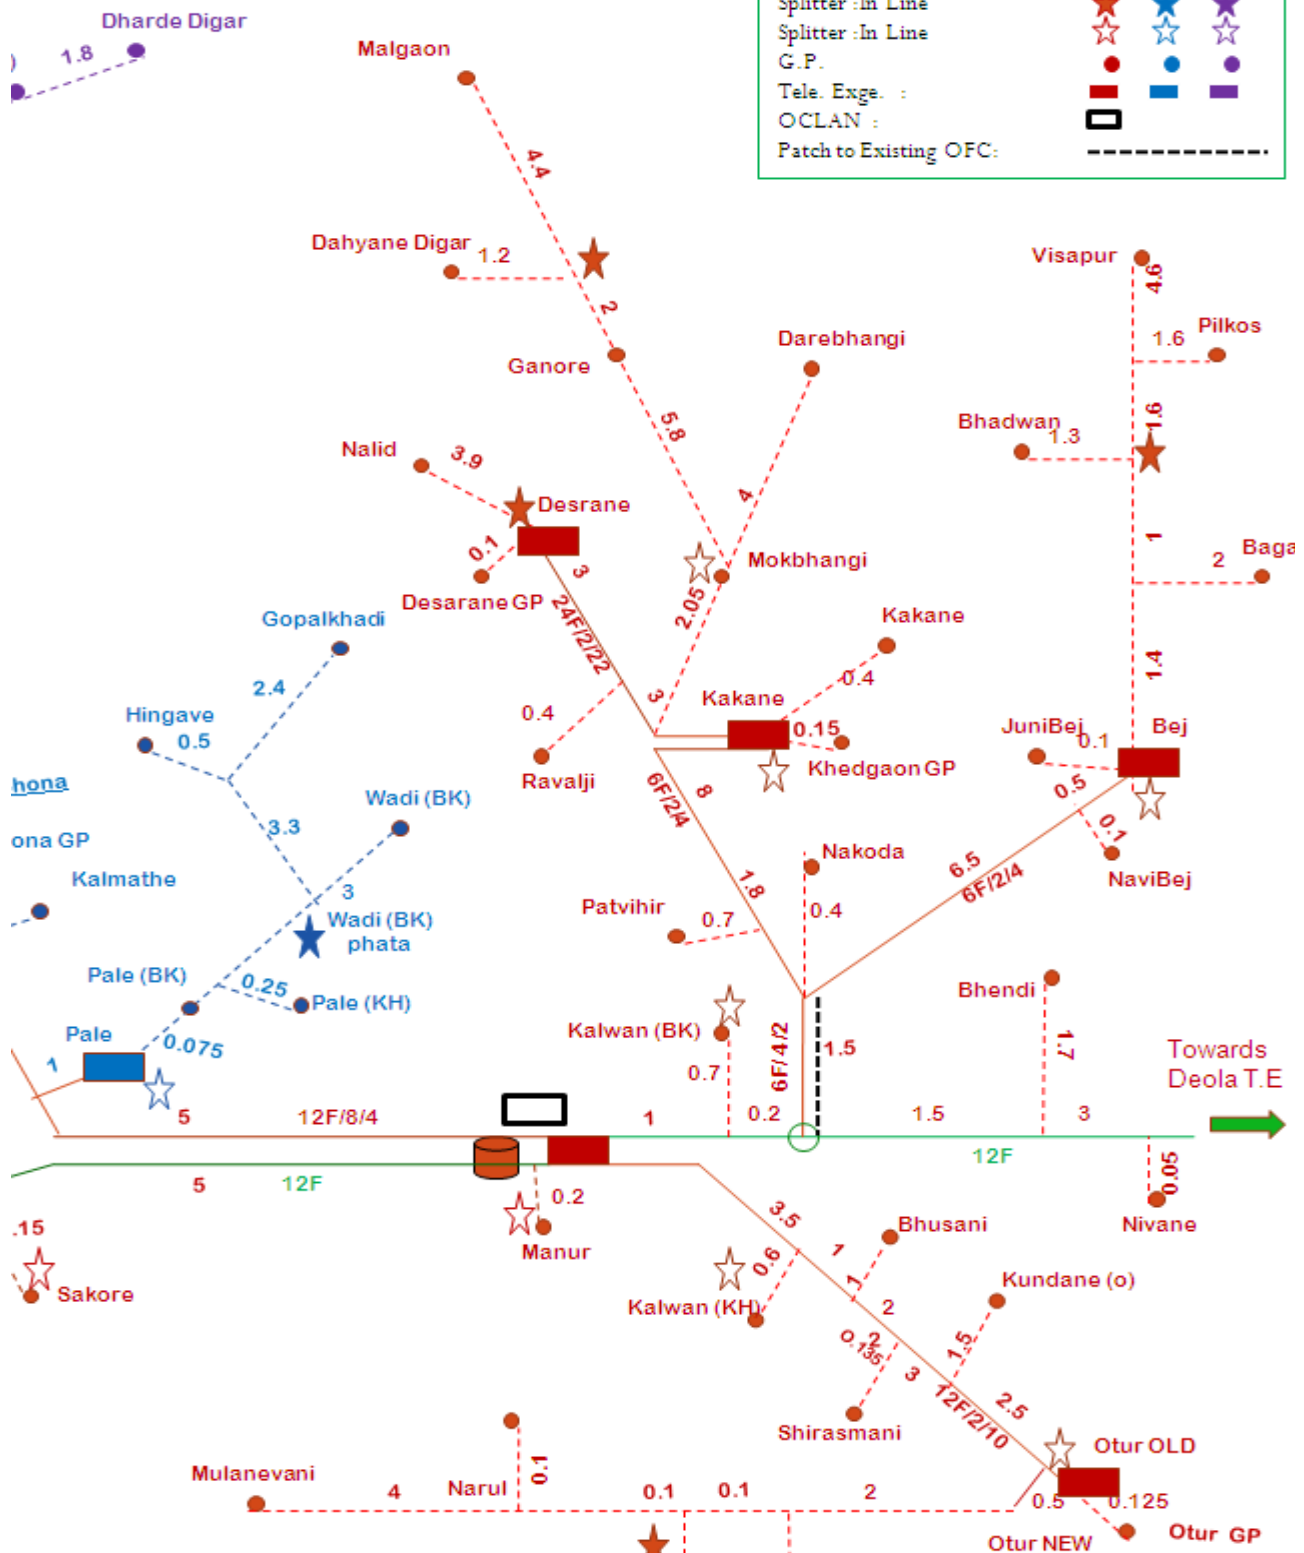 Splitter :In Line
Dharde Digar
Splitter :In Line
1.8
Malgaon
G.P.
Tele. Exge. :
OCLAN :
Patch to Existing OFC:
4.4
Dahyane Digar
1.2
Visapur
4.6
2
Darebhangi
Pilkos
1.6
Ganore
5.8
1.6
Bhadwan
1.3
Nalid
3.9
4
Desrane
0.1
1
Baga
2
3
Mokbhangi
Desarane GP
24F/2/22
2.05
Gopalkhadi
Kakane
2.4
0.4
1.4
3
Kakane
Hingave
0.5
0.4
0.15
JuniBej
0.1
Bej
Ravalji
Khedgaon GP
hona
8
6F/2/4
0.5
Wadi (BK)
3.3
0.1
ona GP
Nakoda
6.5
6F/2/4
Kalmathe
1.8
NaviBej
3
Patvihir
0.7
0.4
Wadi (BK)
phata
Pale (BK)
0.25
Pale (KH)
Bhendi
Pale
0.075
Kalwan (BK)
6F/4/2
1.5
1.7
Towards
Deola T.E
1
0.7
5
12F/8/4
1
0.2
1.5
3
12F
5
12F
0.2
0.05
3.5
.15
Manur
Bhusani
Nivane
0.6
1
1
Sakore
Kalwan (KH)
2
Kundane (o)
2
0.135
3
1.5
12F/2/10
2.5
Shirasmani
Otur OLD
Mulanevani
4
Narul
0.1
0.1
0.1
2
0.5
0.125
Otur NEW
Otur GP